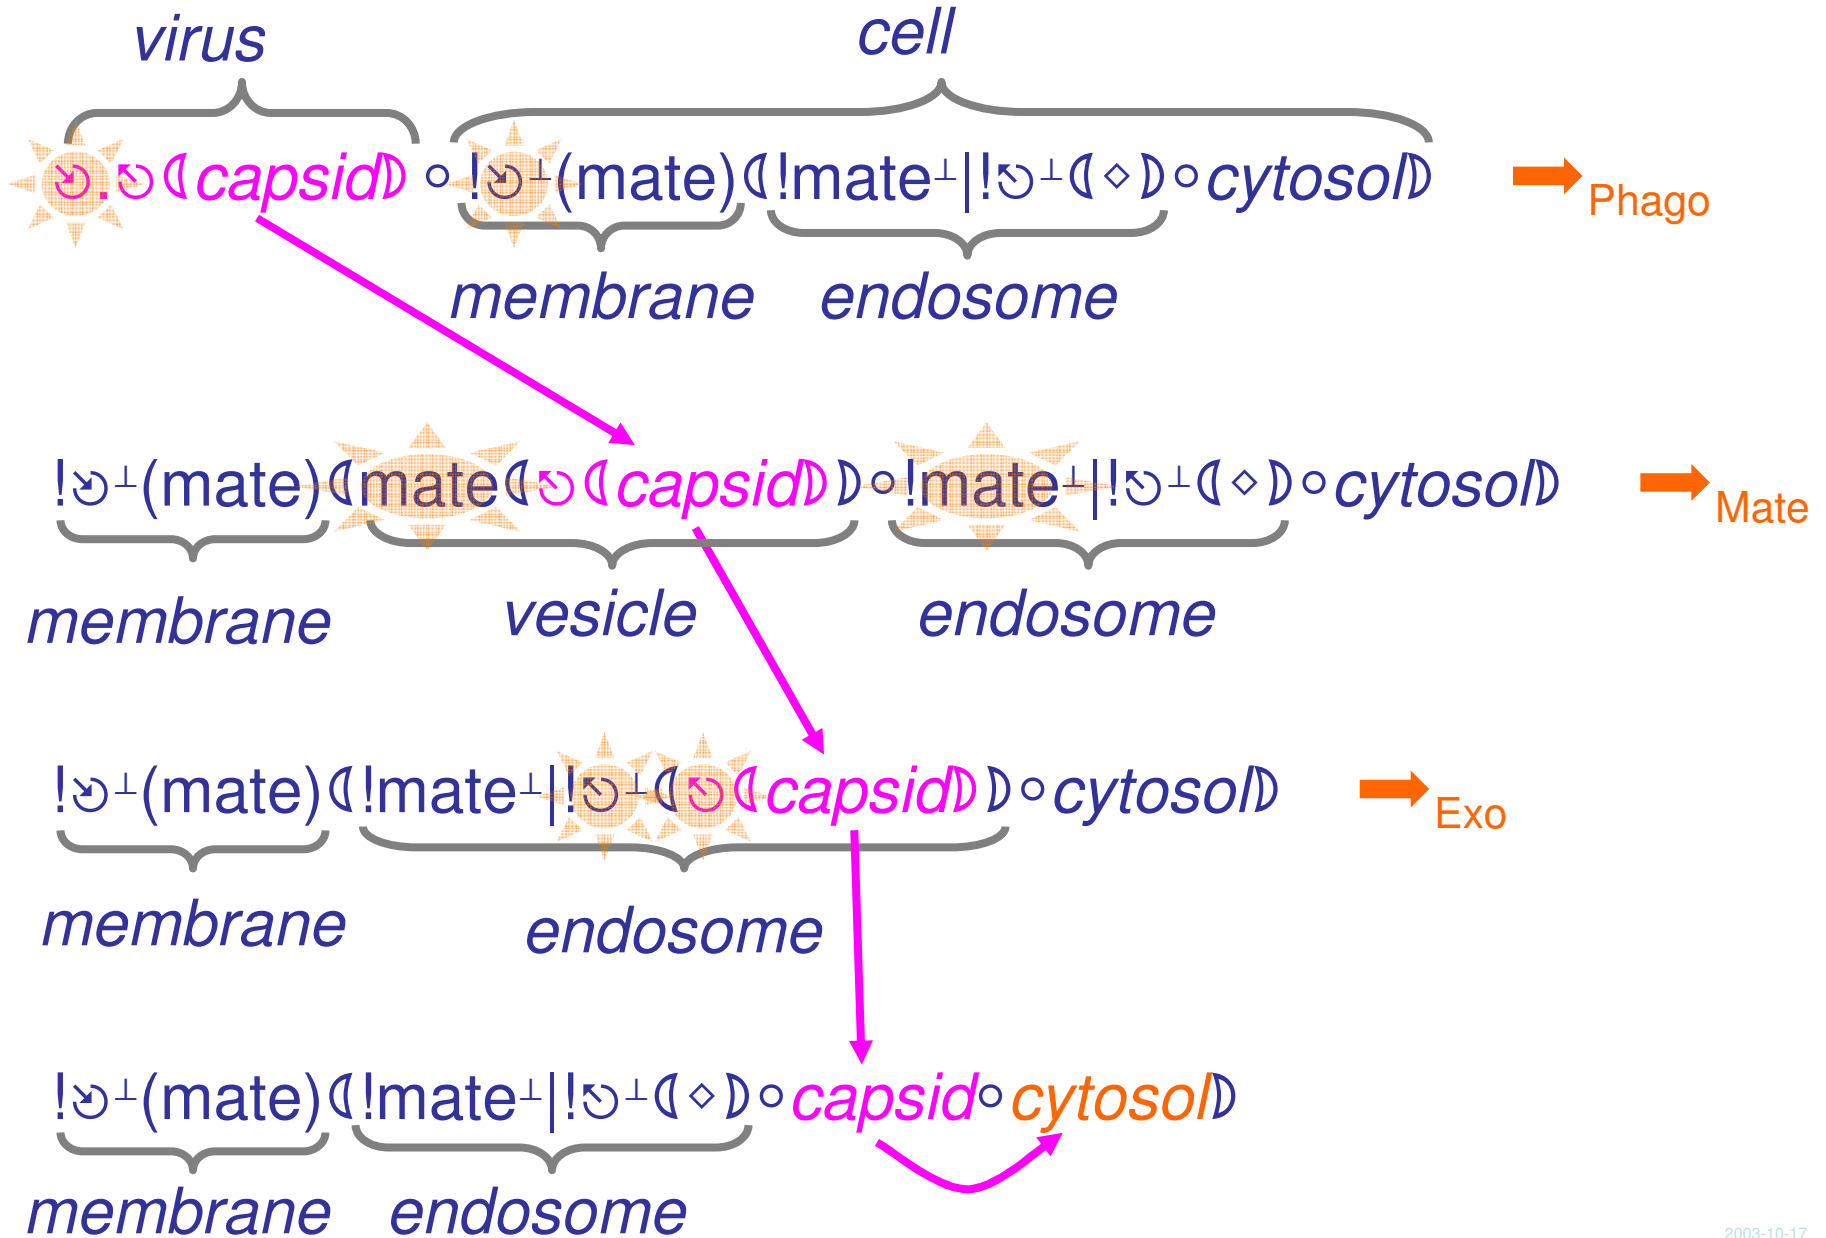 virus cell
⎋.⎋⦅capsid⦆ ∘ !⎋⊥(mate)⦅!mate⊥|!⎋⊥⦅⋄⦆∘cytosol⦆ ➡ Phago
membrane endosome
!⎋⊥(mate)⦅mate⦅⎋⦅capsid⦆⦆∘!mate⊥|!⎋⊥⦅⋄⦆∘cytosol⦆ ➡ Mate
membrane vesicle endosome
!⎋⊥(mate)⦅!mate⊥|!⎋⊥⦅⎋⦅capsid⦆⦆∘cytosol⦆ ➡ Exo
membrane endosome
!⎋⊥(mate)⦅!mate⊥|!⎋⊥⦅⋄⦆∘capsid∘cytosol⦆
membrane endosome
2003-10-17